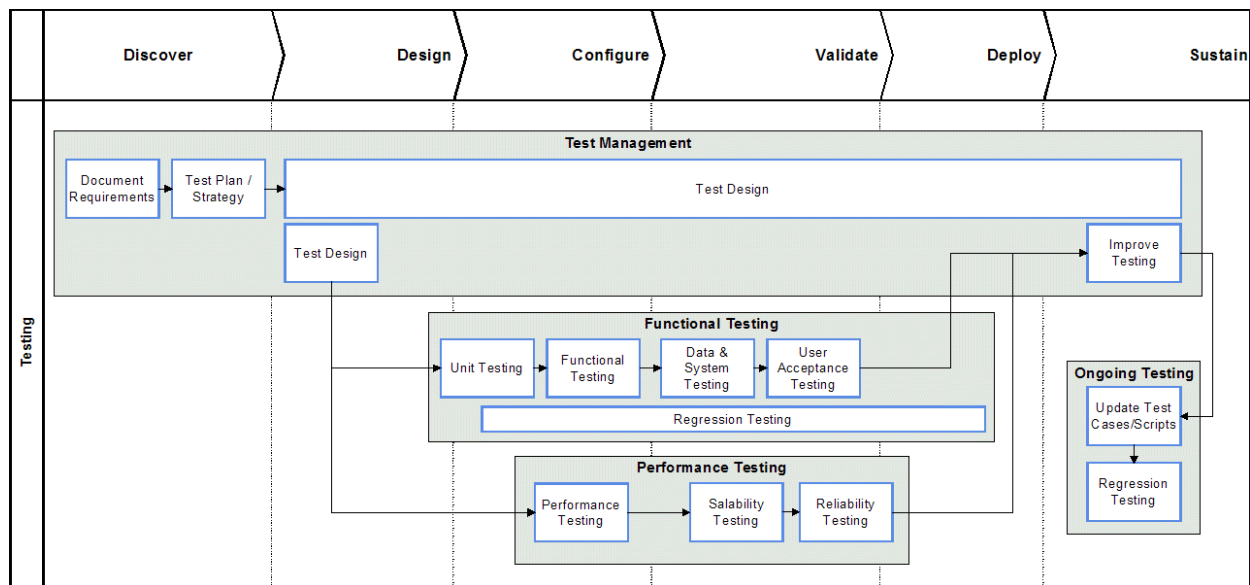 Discover
Design
Configure
Validate
Deploy
Sustain
Testing
Test Management
Document
Requirements
Test Plan /
Strategy
Test Design
Test Design
Improve
Testing
Functional Testing
Unit Testing
Functional
Testing
Data &
System
Testing
User
Acceptance
Testing
Regression Testing
Ongoing Testing
Update Test
Cases/Scripts
Regression
Testing
Performance Testing
Performance
Testing
Salability
Testing
Reliability
Testing